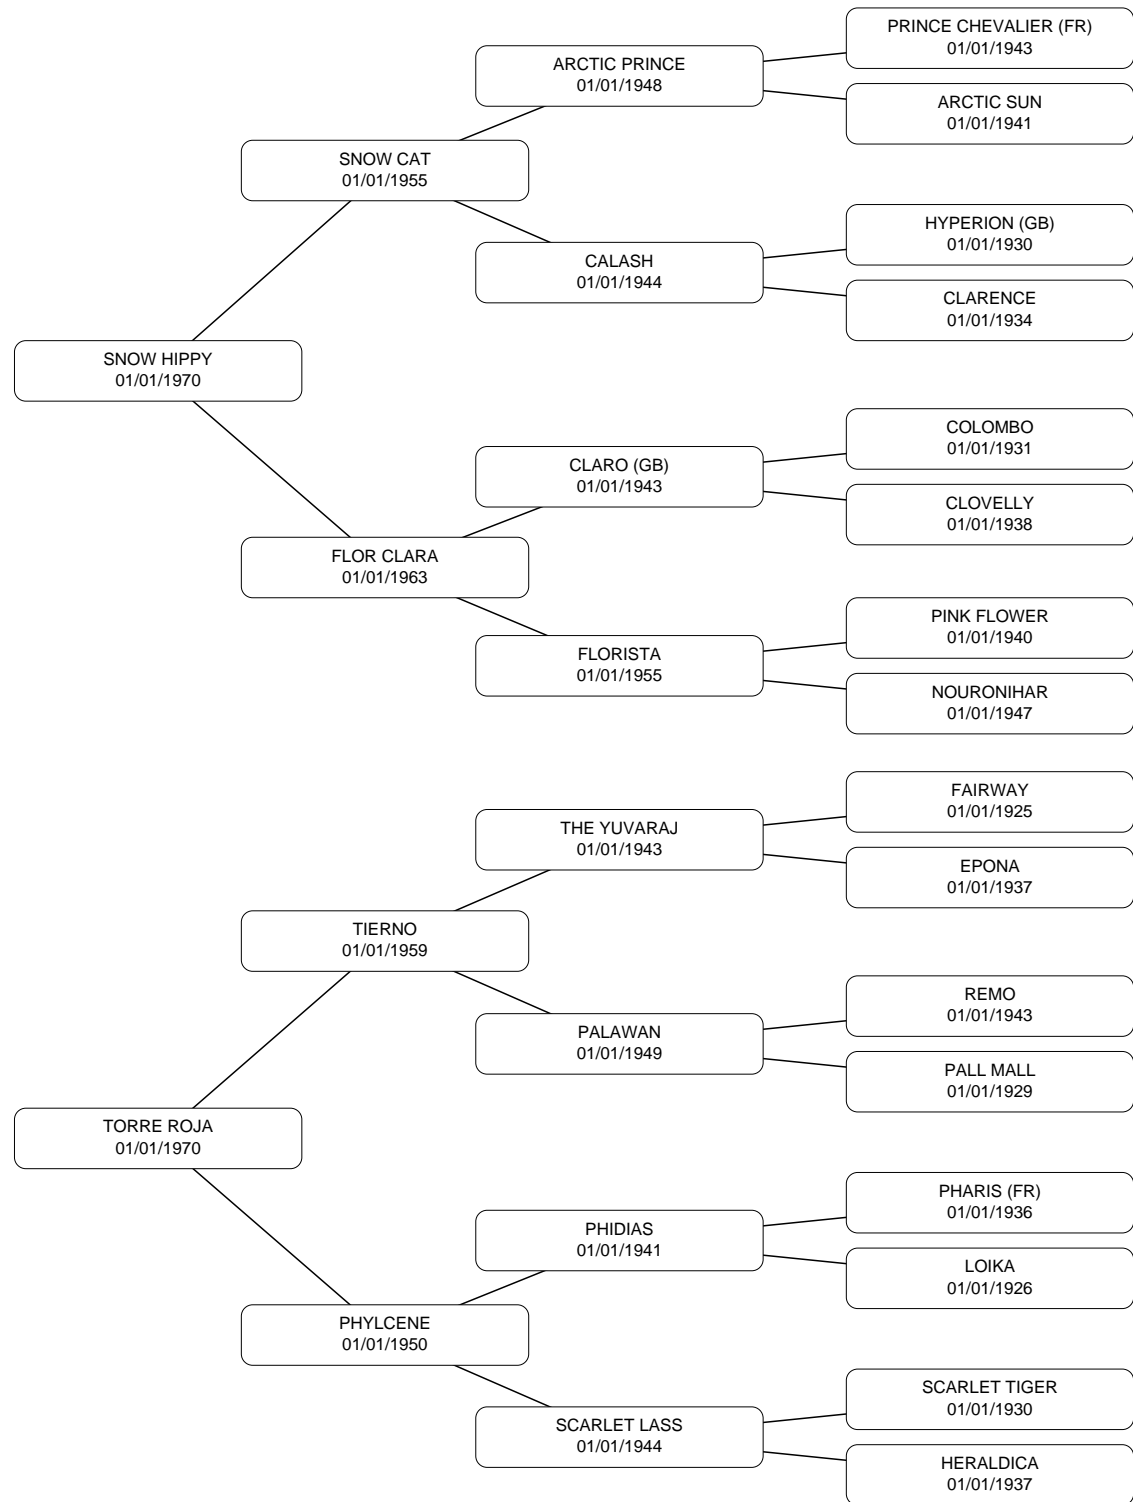 PRINCE CHEVALIER (FR)
01/01/1943
ARCTIC PRINCE
01/01/1948
ARCTIC SUN
01/01/1941
SNOW CAT
01/01/1955
HYPERION (GB)
01/01/1930
CALASH
01/01/1944
CLARENCE
01/01/1934
SNOW HIPPY
01/01/1970
COLOMBO
01/01/1931
CLARO (GB)
01/01/1943
CLOVELLY
01/01/1938
FLOR CLARA
01/01/1963
PINK FLOWER
01/01/1940
FLORISTA
01/01/1955
NOURONIHAR
01/01/1947
FAIRWAY
01/01/1925
THE YUVARAJ
01/01/1943
EPONA
01/01/1937
TIERNO
01/01/1959
REMO
01/01/1943
PALAWAN
01/01/1949
PALL MALL
01/01/1929
TORRE ROJA
01/01/1970
PHARIS (FR)
01/01/1936
PHIDIAS
01/01/1941
LOIKA
01/01/1926
PHYLCENE
01/01/1950
SCARLET TIGER
01/01/1930
SCARLET LASS
01/01/1944
HERALDICA
01/01/1937